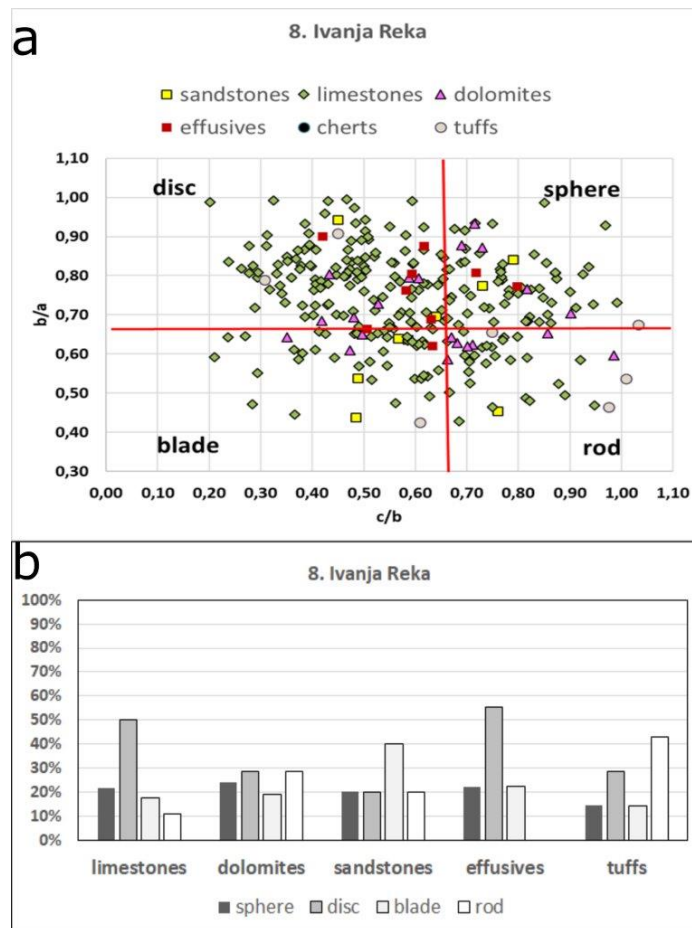 a
8. Ivanja Reka
sandstones limestones dolomites
effusives cherts tuffs
1,10
1,00
0,90
0,80
0,70
0,60
0,50
0,40
0,30
b/a
disc sphere
blade rod
0,00 0,10 0,20 0,30 0,40 0,50 0,60 0,70 0,80 0,90 1,00 1,10
c/b
b
8. Ivanja Reka
100%
90%
80%
70%
60%
50%
40%
30%
20%
10%
0%
limestones dolomites sandstones effusives tuffs
sphere disc blade rod